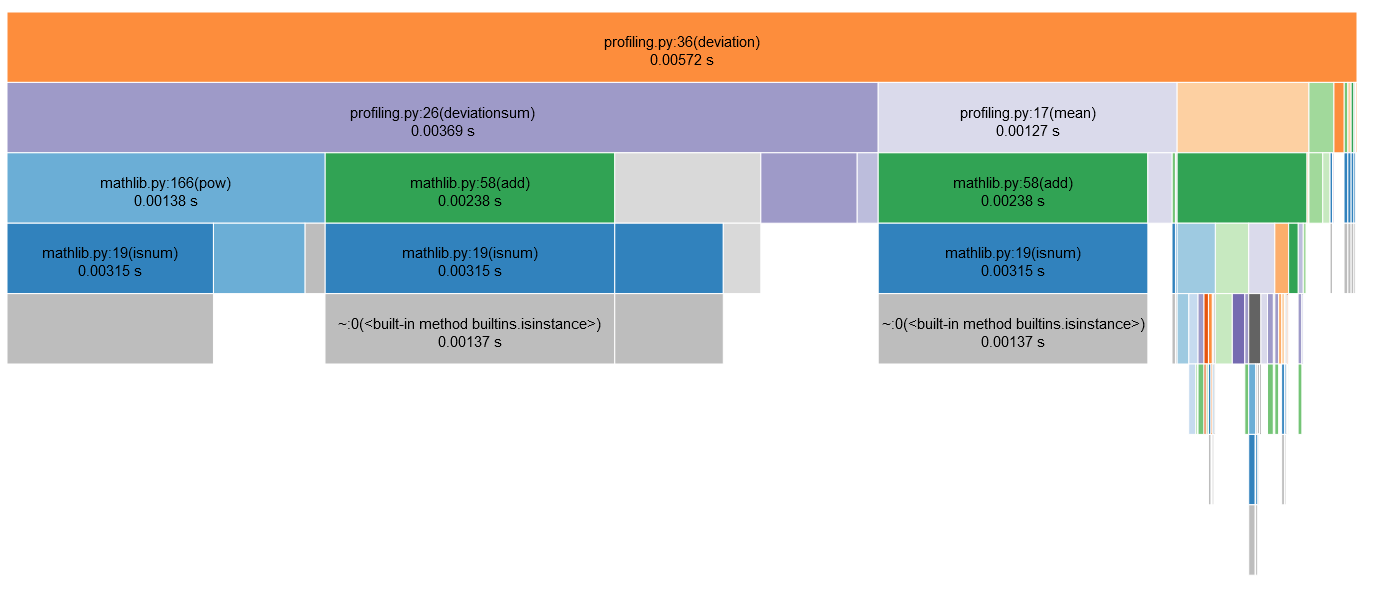 profiling.py:36(deviation)
0.00572 s
profiling.py:26(deviationsum)
0.00369 s
profiling.py:17(mean)
0.00127 s
mathlib.py:166(pow)
0.00138 s
mathlib.py:58(add)
0.00238 s
mathlib.py:58(add)
0.00238 s
mathlib.py:19(isnum)
0.00315 s
mathlib.py:19(isnum)
0.00315 s
mathlib.py:19(isnum)
0.00315 s
~:0(<built-in method builtins.isinstance>)
0.00137 s
~:0(<built-in method builtins.isinstance>)
0.00137 s